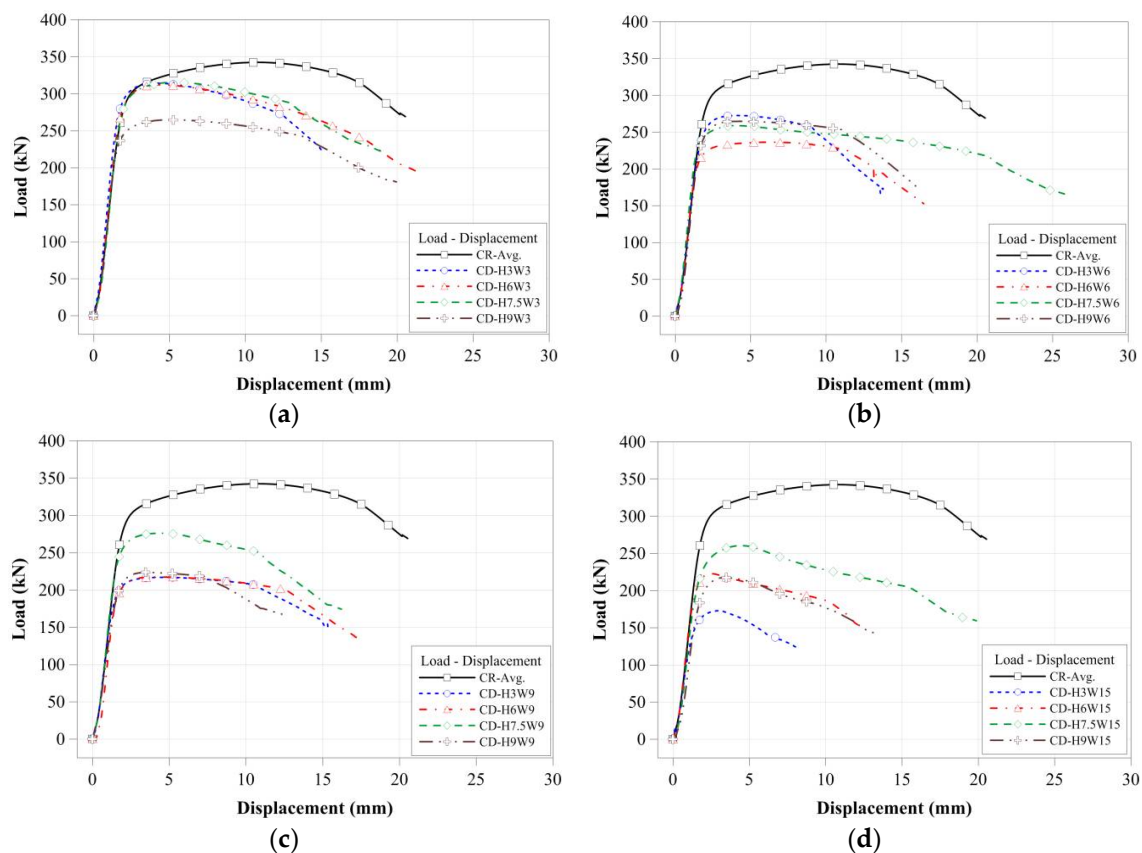 400
350
300
250
200
150
100
50
0
Load (kN)
Load - Displacement
CR-Avg.
CD-H3W3
CD-H6W3
CD-H7.5W3
CD-H9W3
0 5 10 15 20 25 30
Displacement (mm)
(a)
400
350
300
250
200
150
100
50
0
Load (kN)
Load - Displacement
CR-Avg.
CD-H3W6
CD-H6W6
CD-H7.5W6
CD-H9W6
0 5 10 15 20 25 30
Displacement (mm)
(b)
400
350
300
250
200
150
100
50
0
Load (kN)
Load - Displacement
CR-Avg.
CD-H3W9
CD-H6W9
CD-H7.5W9
CD-H9W9
0 5 10 15 20 25 30
Displacement (mm)
(c)
400
350
300
250
200
150
100
50
0
Load (kN)
Load - Displacement
CR-Avg.
CD-H3W15
CD-H6W15
CD-H7.5W15
CD-H9W15
0 5 10 15 20 25 30
Displacement (mm)
(d)